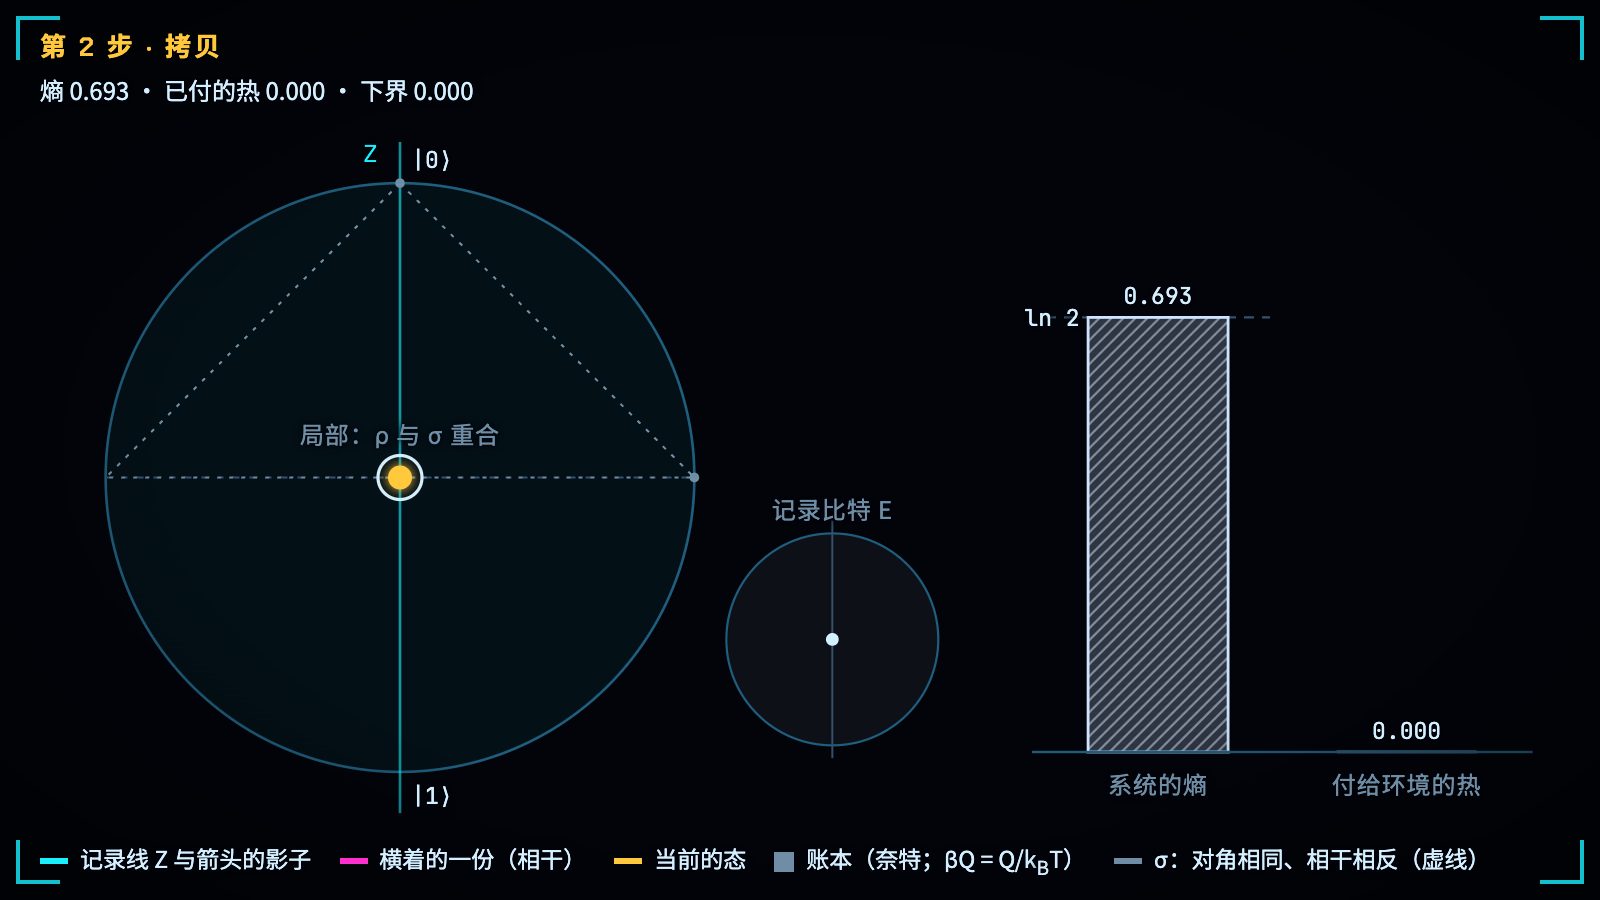 第 2 步 · 拷贝
熵 0.693 · 已付的热 0.000 · 下界 0.000
Z
|0⟩
ln 2
0.693
局部：ρ 与 σ 重合
记录比特 E
0.000
系统的熵
付给环境的热
|1⟩
记录线 Z 与箭头的影子
横着的一份（相干）
当前的态
账本（奈特；βQ = Q/k_BT）
σ：对角相同、相干相反（虚线）